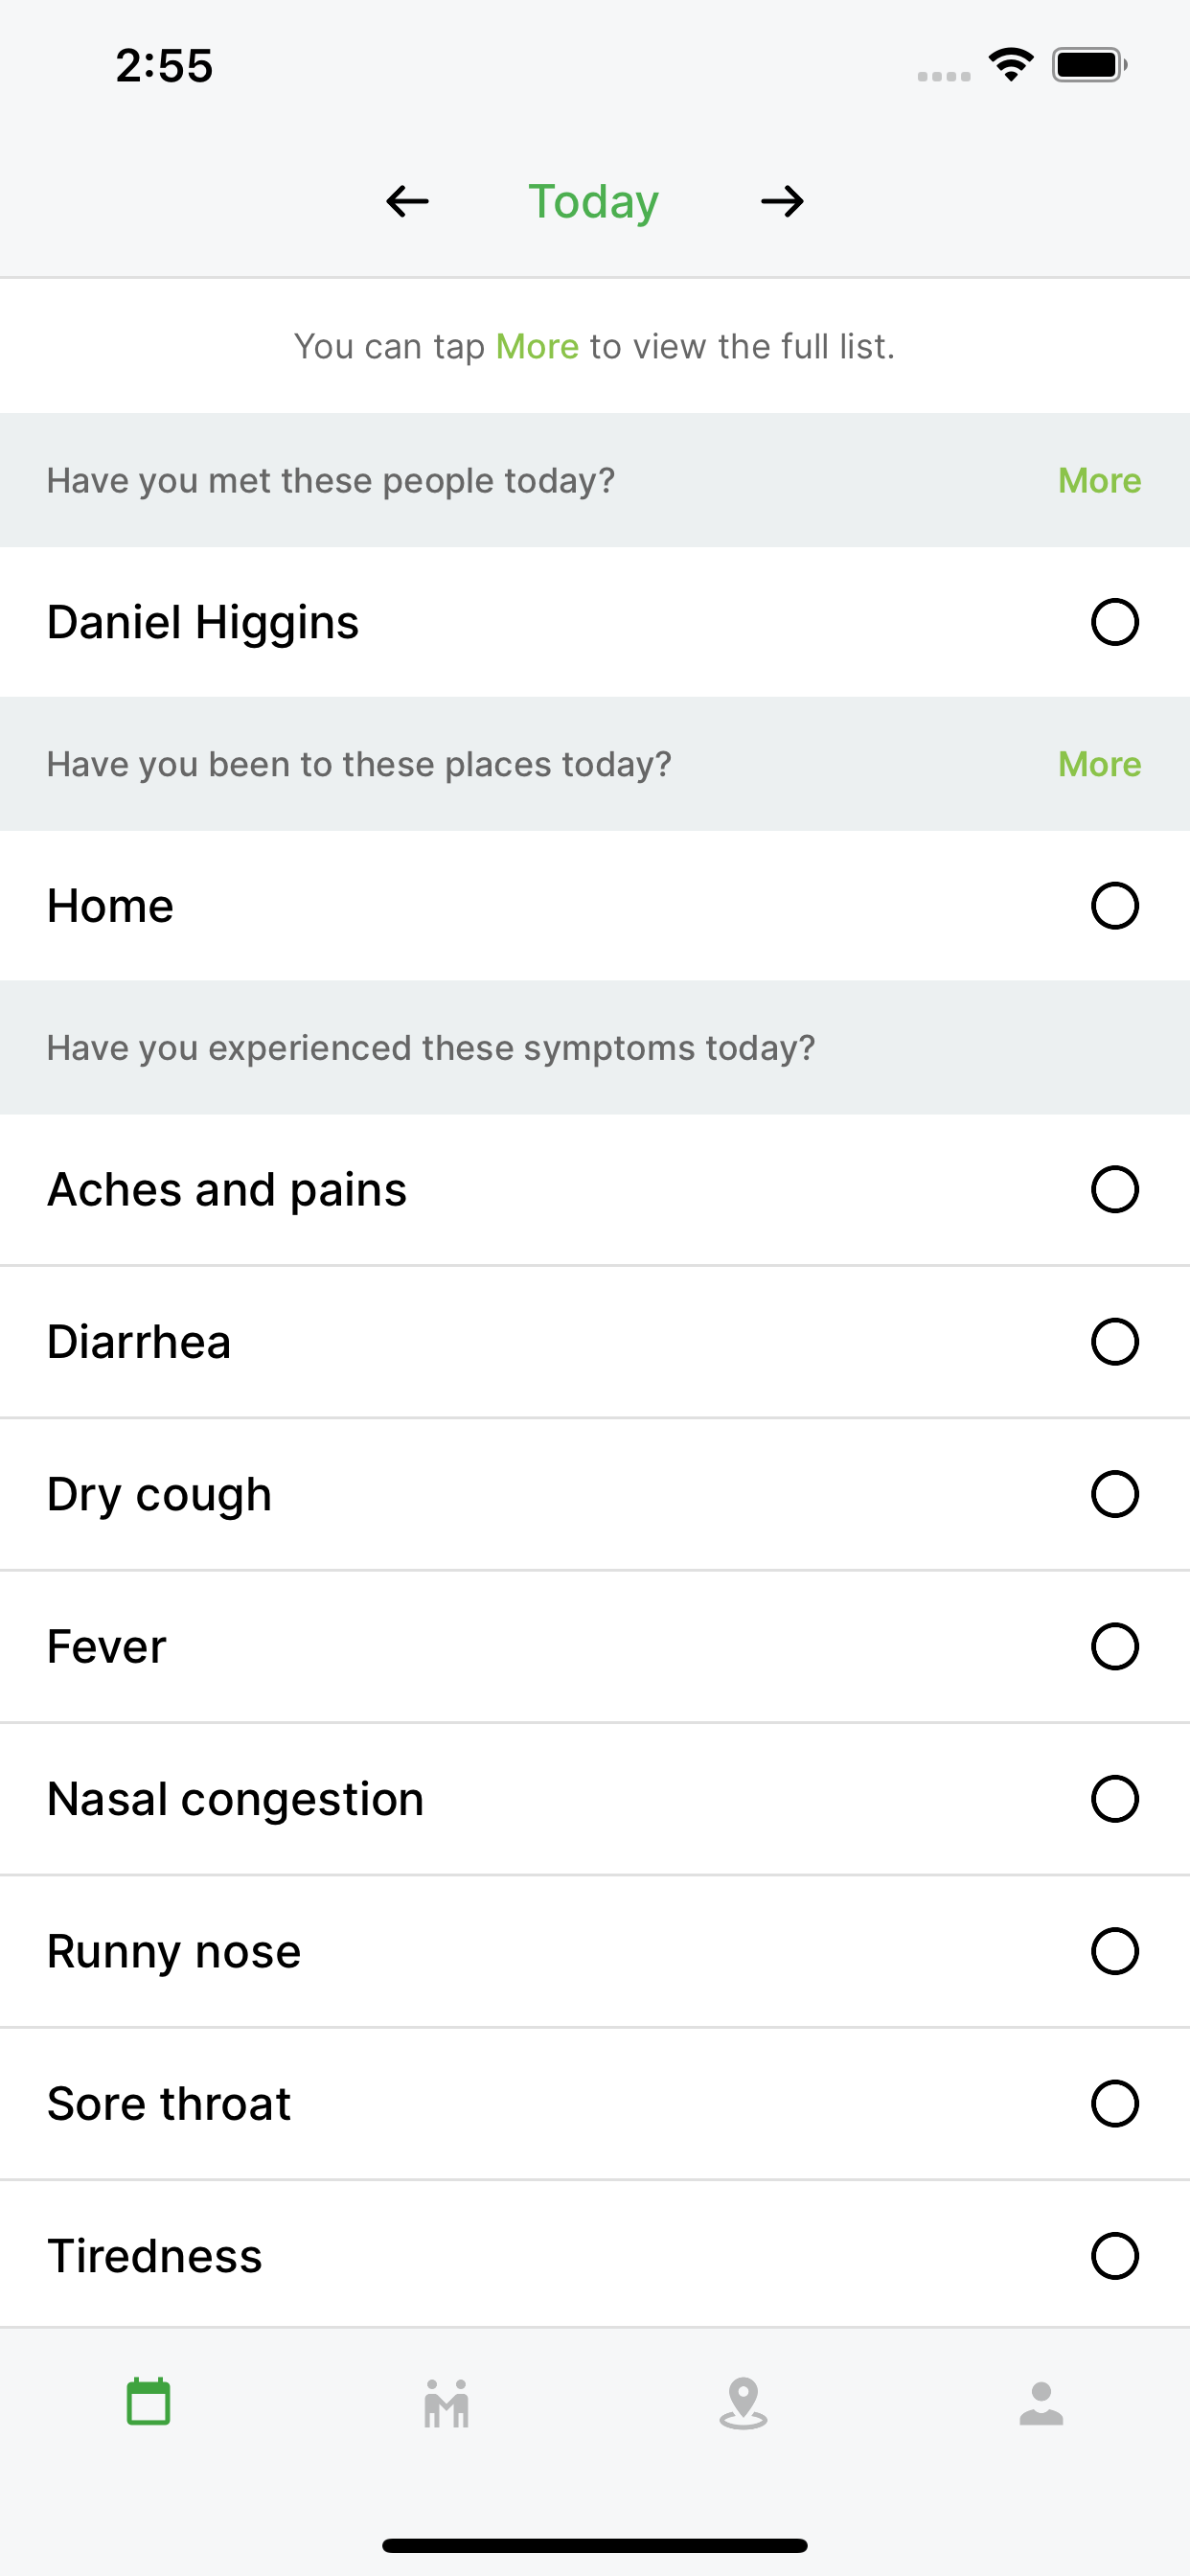 2:55
Today
You can tap More to view the full list.
Have you met these people today? More
Daniel Higgins
Have you been to these places today? More
Home
Have you experienced these symptoms today?
Aches and pains
Diarrhea
Dry cough
Fever
Nasal congestion
Runny nose
Sore throat
Tiredness